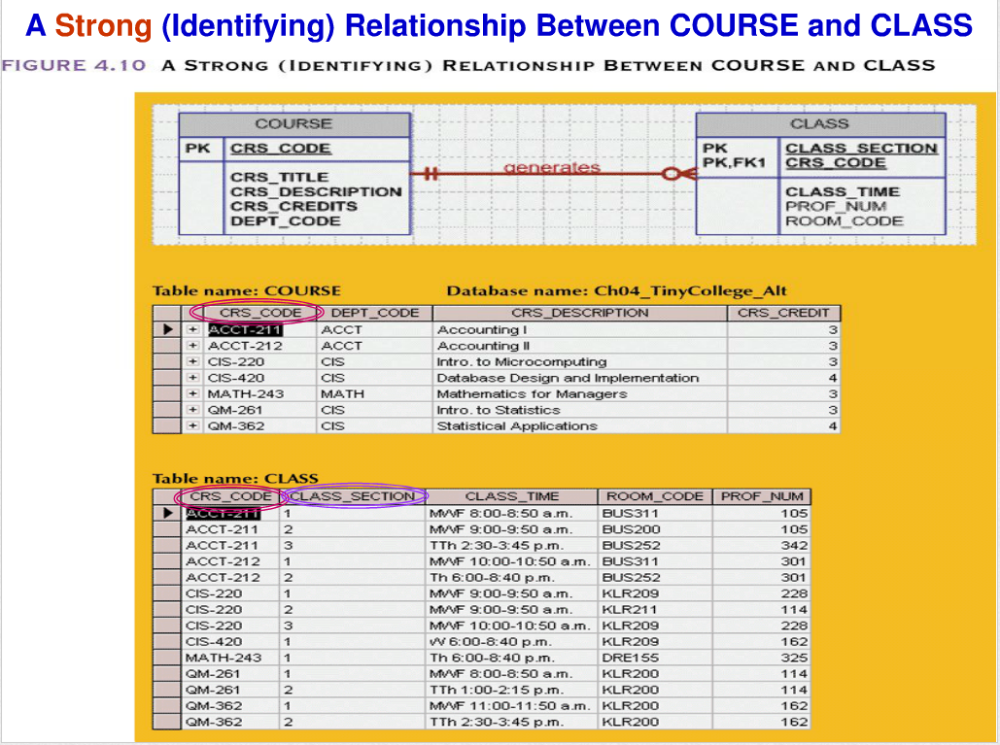 A Strong (Identifying) Relationship Between COURSE and CLASS
FIGURE 4.10 A STRONG (IDENTIFYING) RELATIONSHIP BETWEEN COURSE AND CLASS
COURSE
PK CRS_CODE
CRS_TITLE
CRS_DESCRIPTION
CRS_CREDITS
DEPT_CODE
generates
CLASS
PK CLASS_SECTION
PK,FK1 CRS_CODE
CLASS_TIME
PROF_NUM
ROOM_CODE
Table name: COURSE Database name: Ch04_TinyCollege_Alt
CRS_CODE DEPT_CODE CRS_DESCRIPTION CRS_CREDIT
+ ACCT-211 ACCT Accounting I 3
+ ACCT-212 ACCT Accounting II 3
+ CIS-220 CIS Intro. to Microcomputing 3
+ CIS-420 CIS Database Design and Implementation 4
+ MATH-243 MATH Mathematics for Managers 3
+ QM-261 CIS Intro. to Statistics 3
+ QM-362 CIS Statistical Applications 4
Table name: CLASS
CRS_CODE CLASS_SECTION CLASS_TIME ROOM_CODE PROF_NUM
ACCT-211 1 MWF 8:00-8:50 a.m. BUS311 105
ACCT-211 2 MWF 9:00-9:50 a.m. BUS200 105
ACCT-211 3 TTh 2:30-3:45 p.m. BUS252 342
ACCT-212 1 MWF 10:00-10:50 a.m. BUS311 301
ACCT-212 2 Th 6:00-8:40 p.m. BUS252 301
CIS-220 1 MWF 9:00-9:50 a.m. KLR209 228
CIS-220 2 MWF 9:00-9:50 a.m. KLR211 114
CIS-220 3 MWF 10:00-10:50 a.m. KLR209 228
CIS-420 1 W 6:00-8:40 p.m. KLR209 162
MATH-243 1 Th 6:00-8:40 p.m. DRE155 325
QM-261 1 MWF 8:00-8:50 a.m. KLR200 114
QM-261 2 TTh 1:00-2:15 p.m. KLR200 114
QM-362 1 MWF 11:00-11:50 a.m. KLR200 162
QM-362 2 TTh 2:30-3:45 p.m. KLR200 162